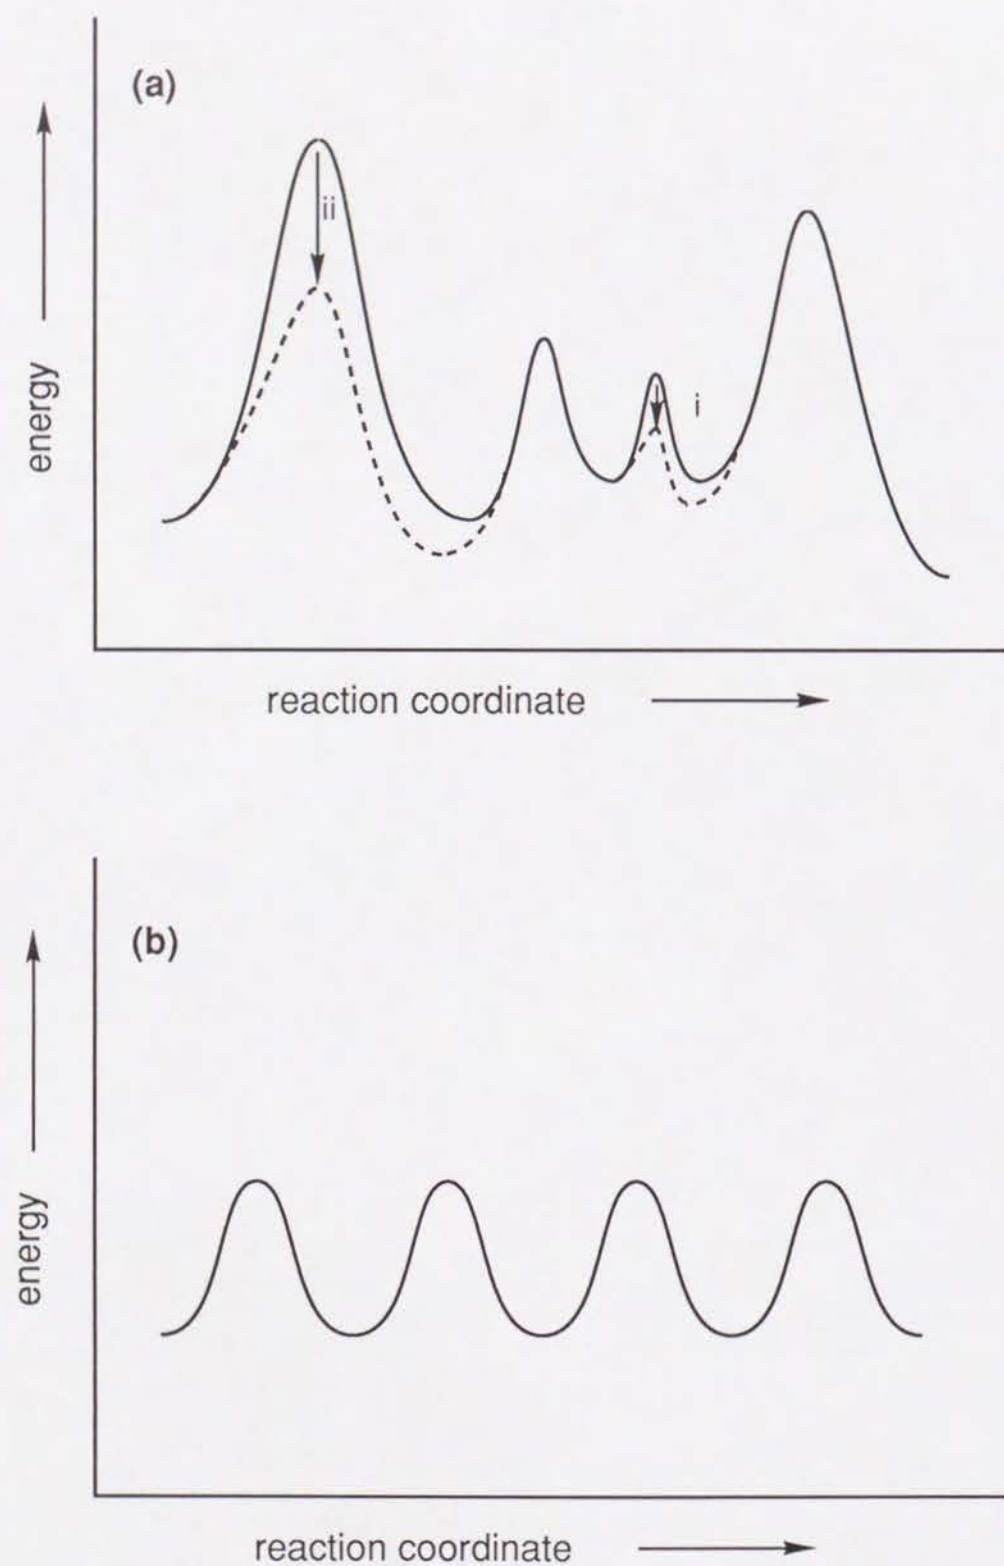 (a)
ii
i
energy
reaction coordinate
(b)
energy
reaction coordinate